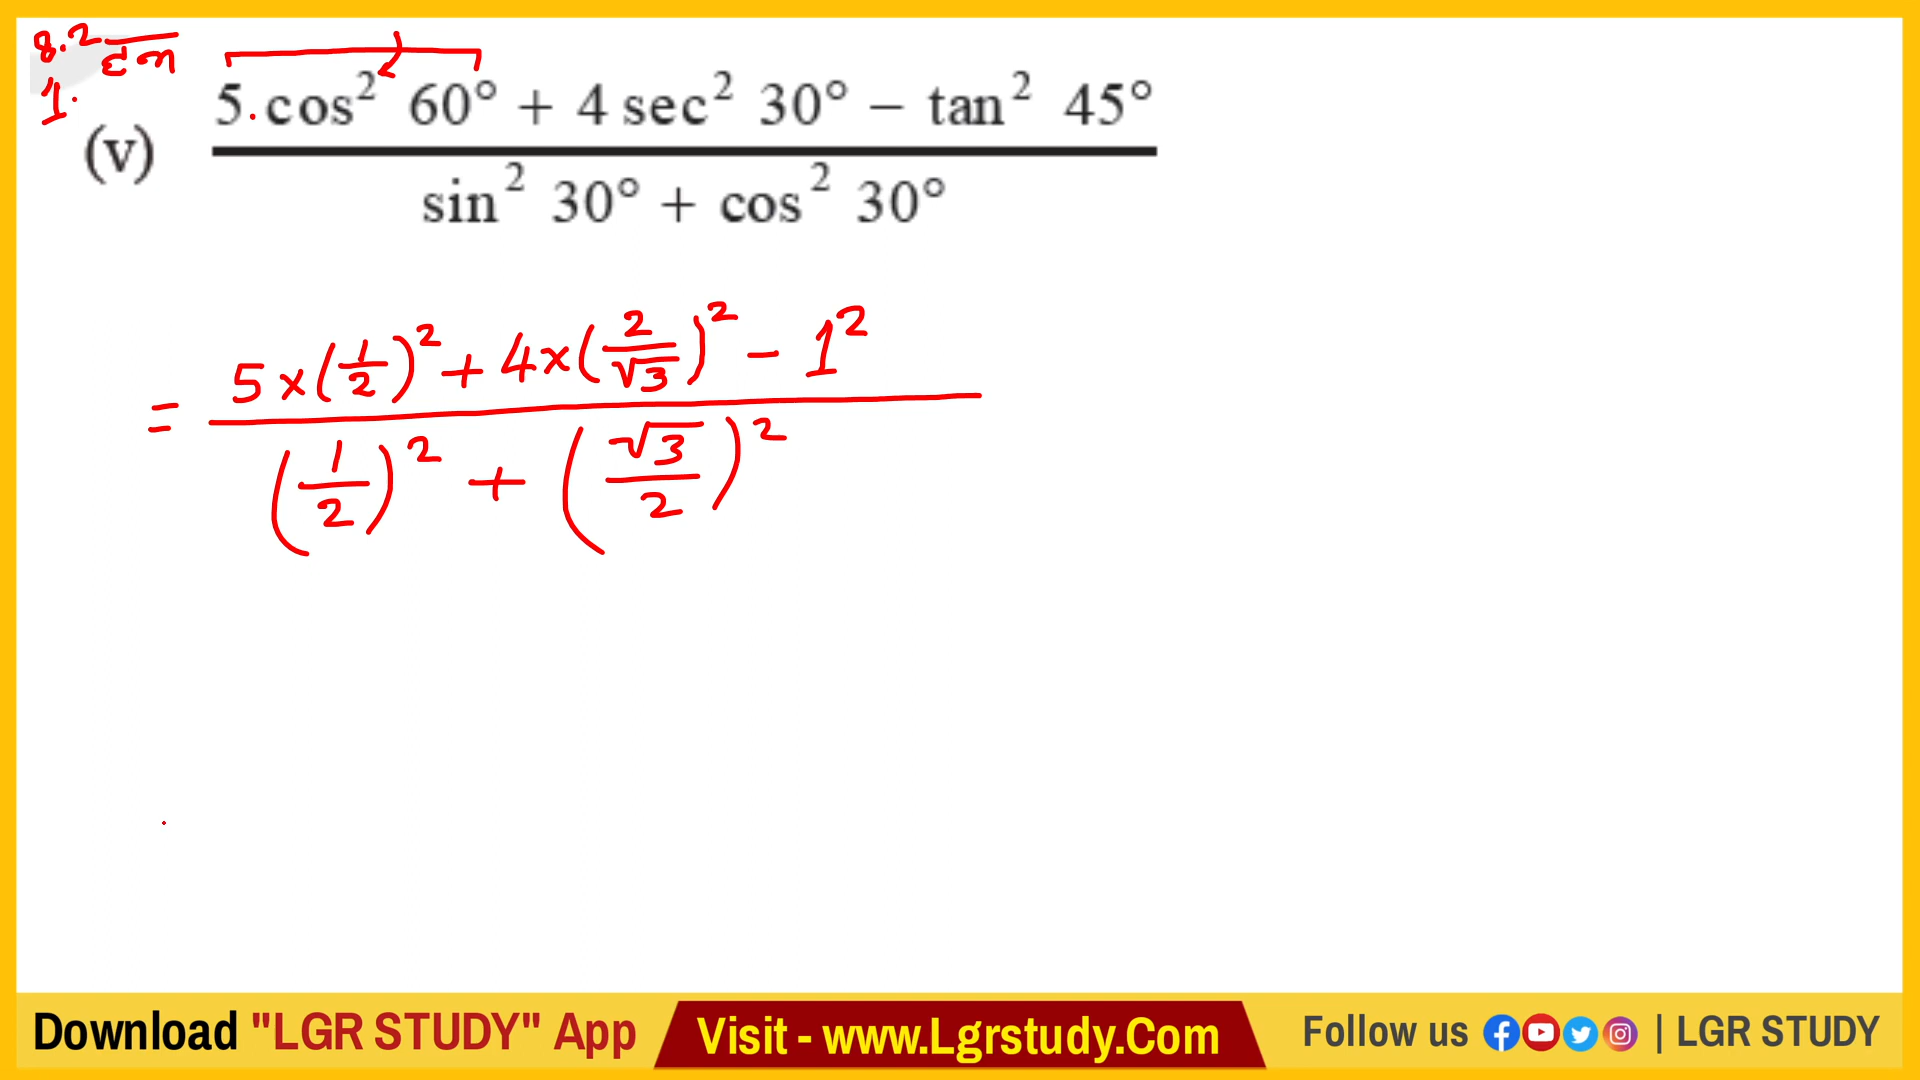 8.2
1.
(v) 5.cos² 60° + 4 sec² 30° – tan² 45°
sin² 30° + cos² 30°
= 5×(1/2)² + 4×(2/√3)² – 1²
(1/2)² + (√3/2)²
Download "LGR STUDY" App Visit - www.Lgrstudy.Com Follow us | LGR STUDY